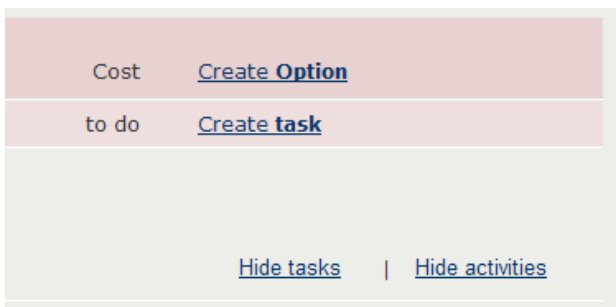 Cost Create Option
to do Create task
Hide tasks | Hide activities